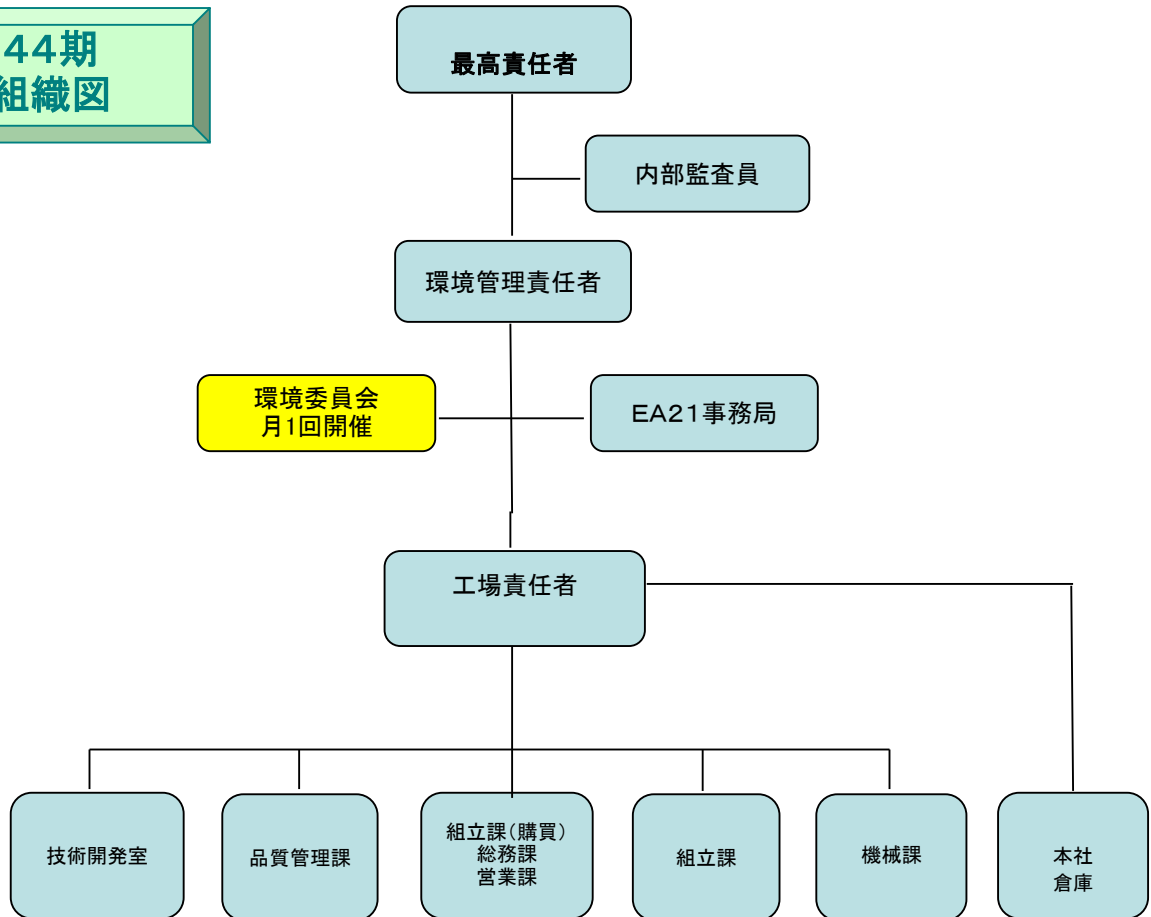 44期
組織図
最高責任者
内部監査員
環境管理責任者
環境委員会
月1回開催
EA21事務局
工場責任者
技術開発室
品質管理課
組立課(購買)
総務課
営業課
組立課
機械課
本社
倉庫